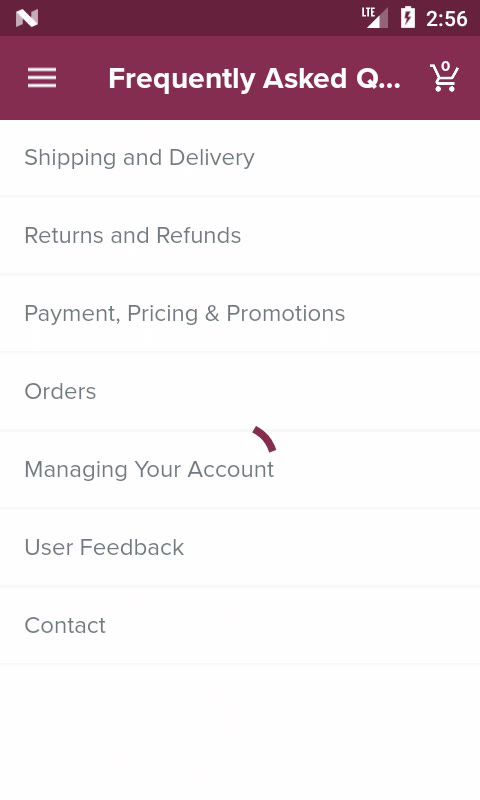 LTE 2:56
Frequently Asked Q... 0
Shipping and Delivery
Returns and Refunds
Payment, Pricing & Promotions
Orders
Managing Your Account
User Feedback
Contact